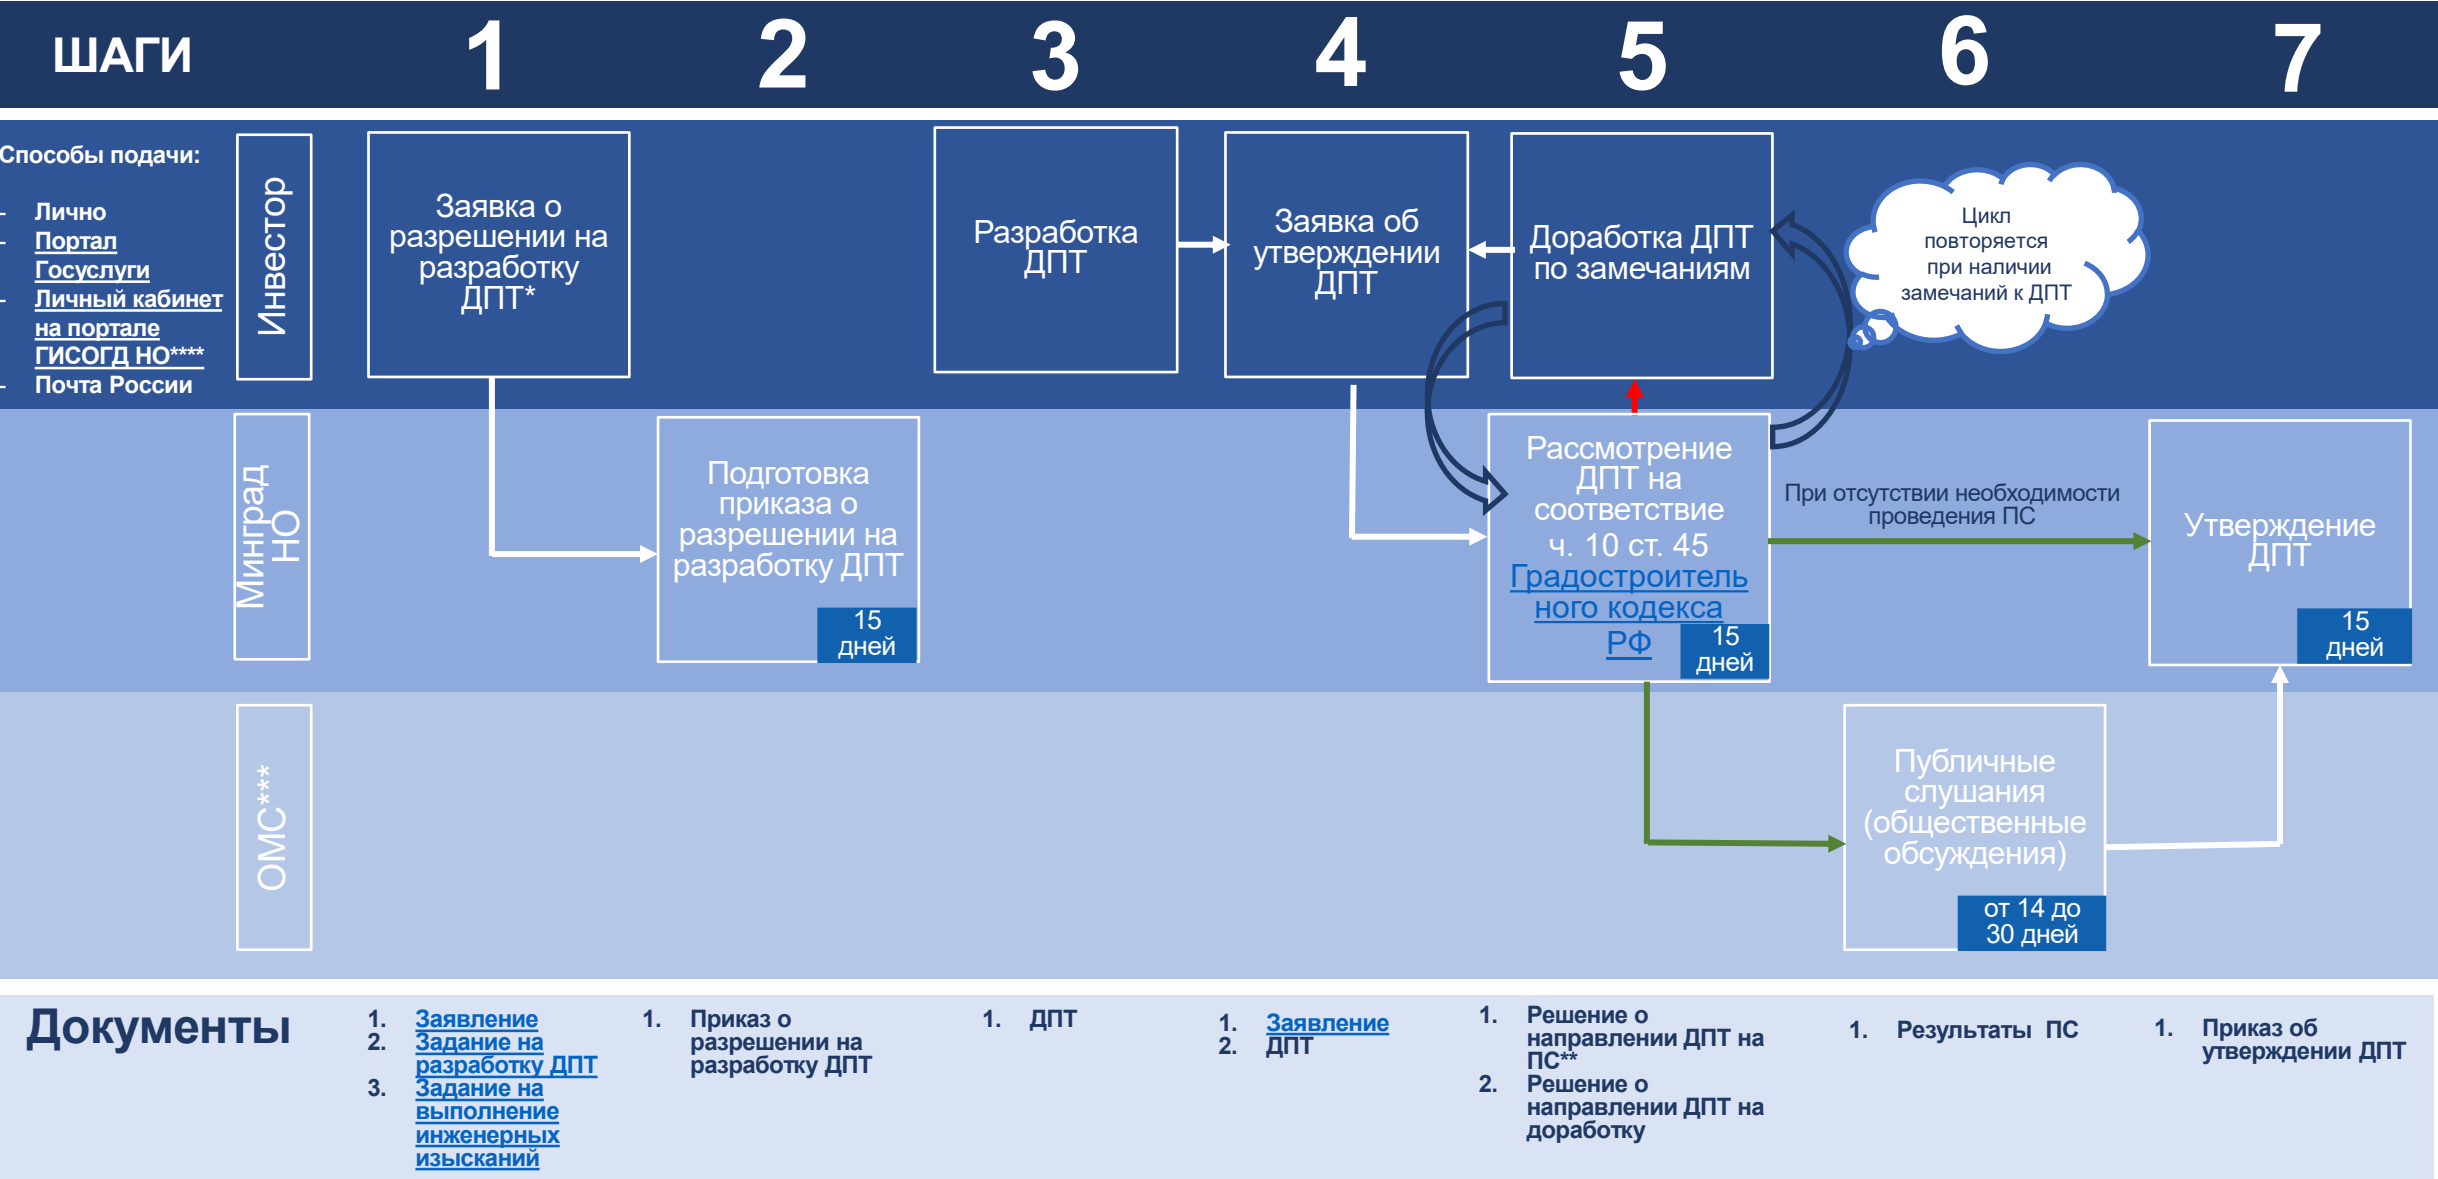 ШАГИ
1
2
3
4
5
6
7
Способы подачи:
- Лично
- Портал
Госуслуги
- Личный кабинет
на портале
ГИСОГД НО****
- Почта России
Инвестор
Заявка о
разрешении на
разработку
ДПТ*
Разработка
ДПТ
Заявка об
утверждении
ДПТ
Доработка ДПТ
по замечаниям
Цикл
повторяется
при наличии
замечаний к ДПТ
Минград
НО
Подготовка
приказа о
разрешении на
разработку ДПТ
15
дней
Рассмотрение
ДПТ на
соответствие
ч. 10 ст. 45
Градостроитель
ного кодекса
РФ
15
дней
При отсутствии необходимости
проведения ПС
Утверждение
ДПТ
15
дней
ОМС***
Публичные
слушания
(общественные
обсуждения)
от 14 до
30 дней
Документы
1. Заявление
2. Задание на
разработку ДПТ
3. Задание на
выполнение
инженерных
изысканий
1. Приказ о
разрешении на
разработку ДПТ
1. ДПТ
1. Заявление
2. ДПТ
1. Решение о
направлении ДПТ на
ПС**
2. Решение о
направлении ДПТ на
доработку
1. Результаты ПС
1. Приказ об
утверждении ДПТ